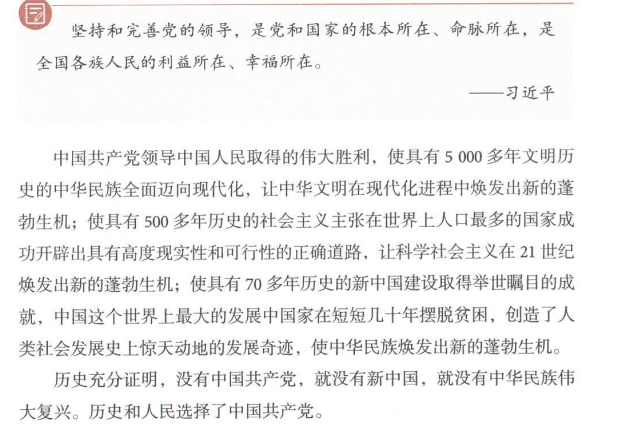 坚持和完善党的领导，是党和国家的根本所在、命脉所在，是
全国各族人民的利益所在、幸福所在。
——习近平
中国共产党领导中国人民取得的伟大胜利，使具有 5 000 多年文明历
史的中华民族全面迈向现代化，让中华文明在现代化进程中焕发出新的蓬
勃生机；使具有 500 多年历史的社会主义主张在世界上人口最多的国家成
功开辟出具有高度现实性和可行性的正确道路，让科学社会主义在 21 世纪
焕发出新的蓬勃生机；使具有 70 多年历史的新中国建设取得举世瞩目的成
就，中国这个世界上最大的发展中国家在短短几十年摆脱贫困，创造了人
类社会发展史上惊天动地的发展奇迹，使中华民族焕发出新的蓬勃生机。
历史充分证明，没有中国共产党，就没有新中国，就没有中华民族伟
大复兴。历史和人民选择了中国共产党。